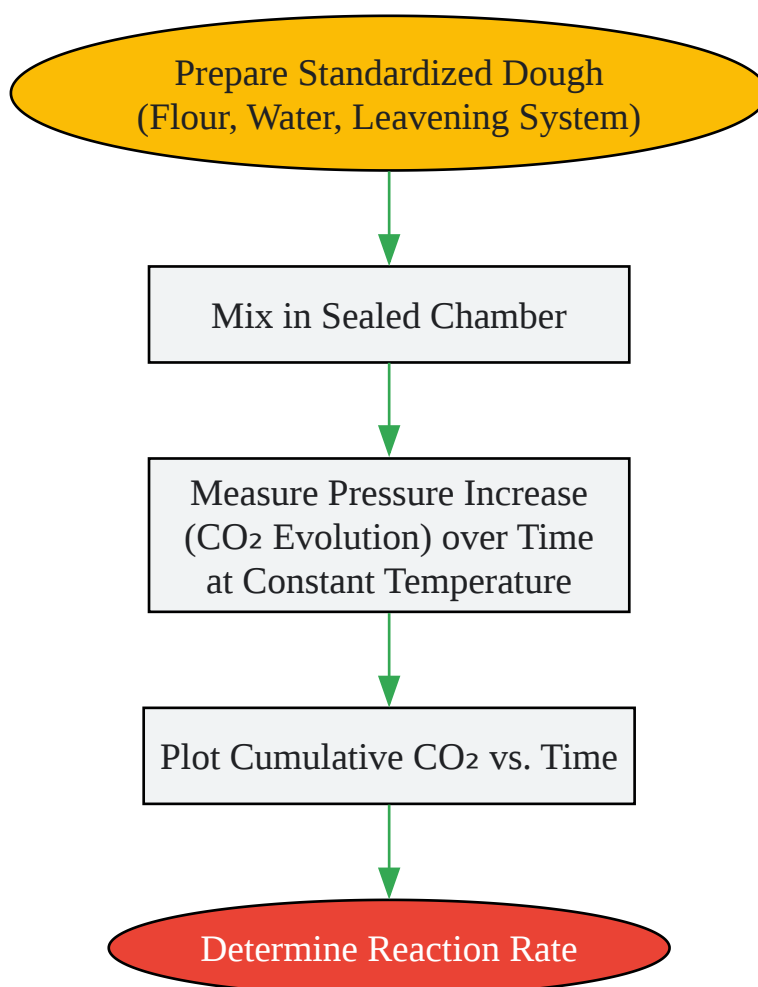 Prepare Standardized Dough
(Flour, Water, Leavening System)
Mix in Sealed Chamber
Measure Pressure Increase
(CO₂ Evolution) over Time
at Constant Temperature
Plot Cumulative CO₂ vs. Time
Determine Reaction Rate